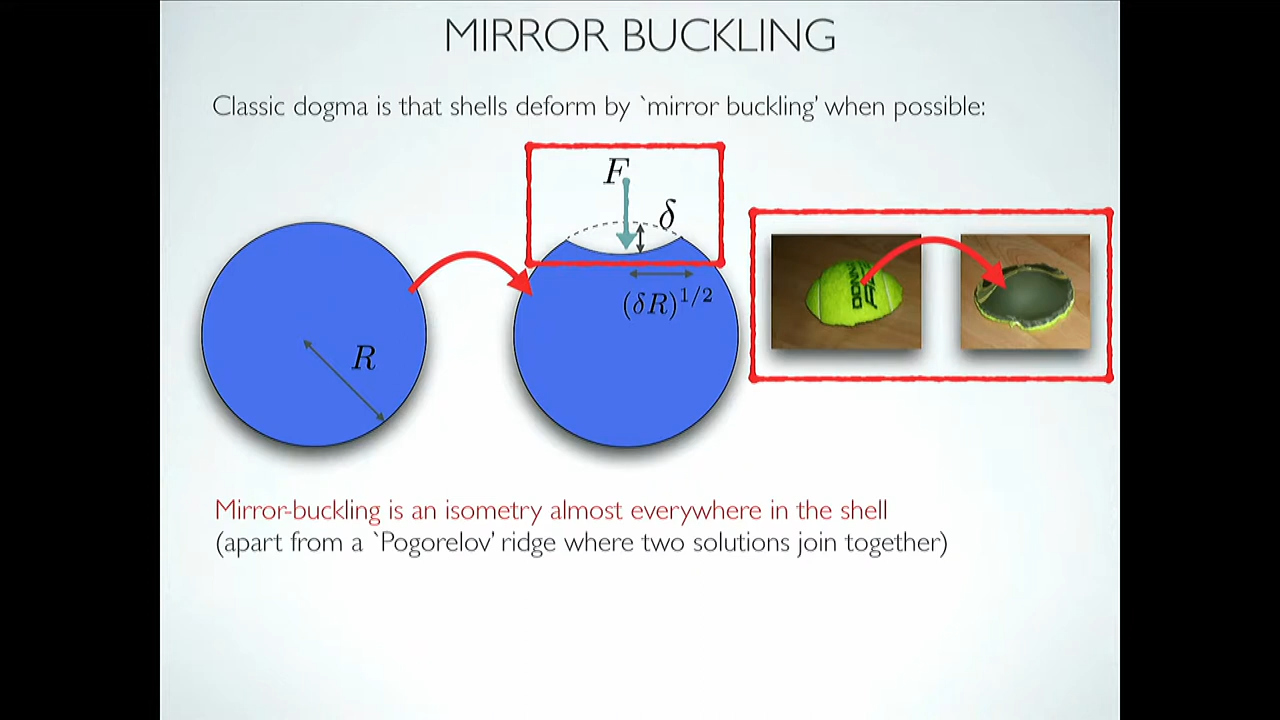 MIRROR BUCKLING
Classic dogma is that shells deform by `mirror buckling' when possible:
F
δ
(δR)^{1/2}
R
Mirror-buckling is an isometry almost everywhere in the shell
(apart from a `Pogorelov' ridge where two solutions join together)